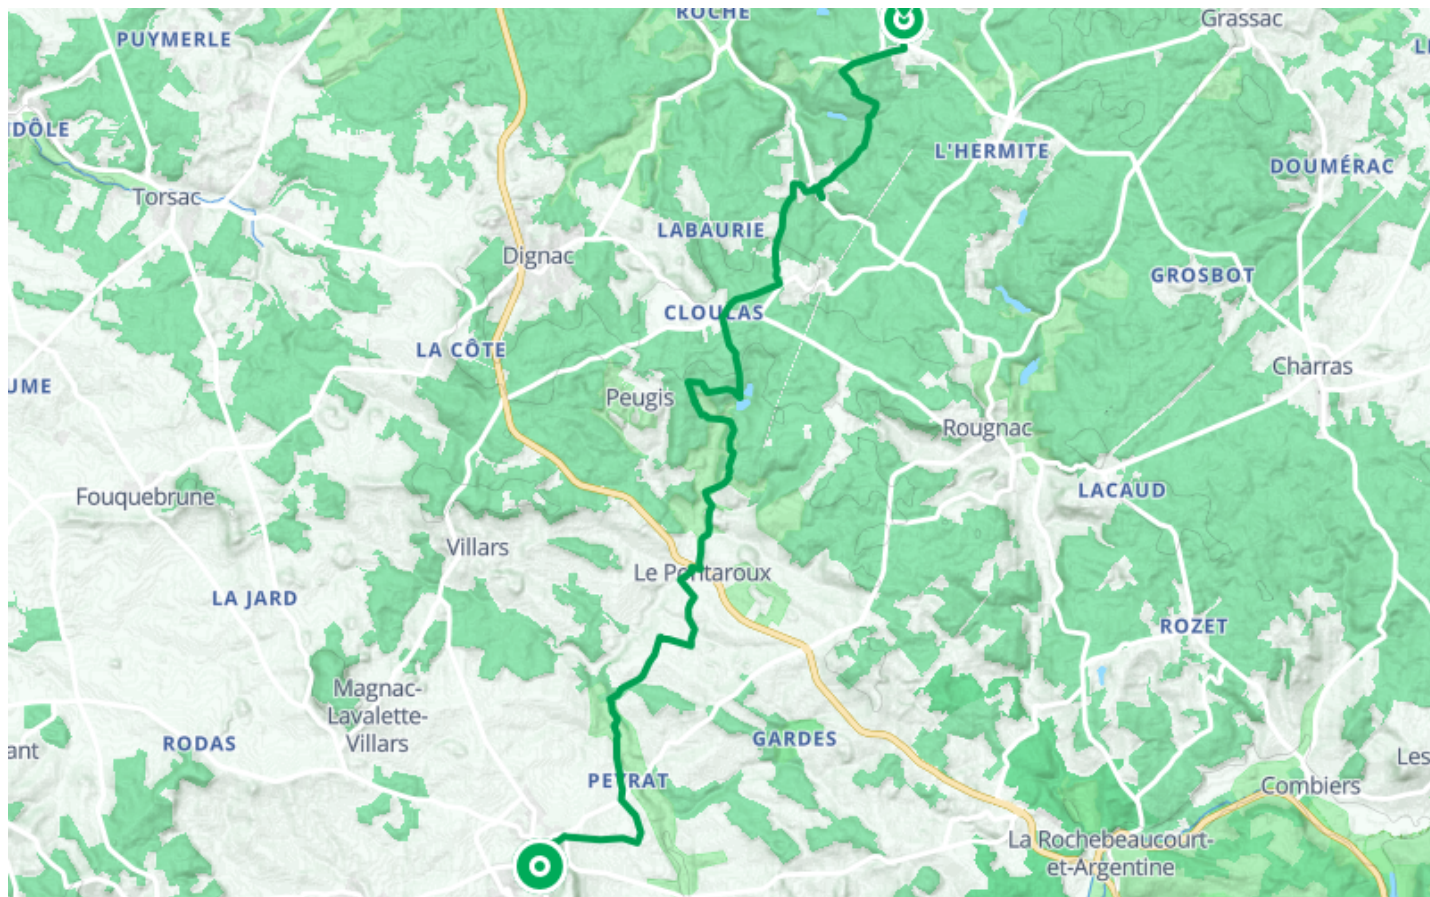 ROCHE
Grassac
PUYMERLE
IDÔLE
L'HERMITE
DOUMÉRAC
Torsac
LABAURIE
Dignac
GROSBOT
CLOULAS
LA CÔTE
Charras
UME
Peugis
Rougnac
Fouquebrune
LACAUD
Villars
Le Pontaroux
LA JARD
ROZET
Magnac-
Lavalette-
Villars
RODAS
GARDES
ant
Les
PEYRAT
Combiers
La Rochebeaucourt-
et-Argentine